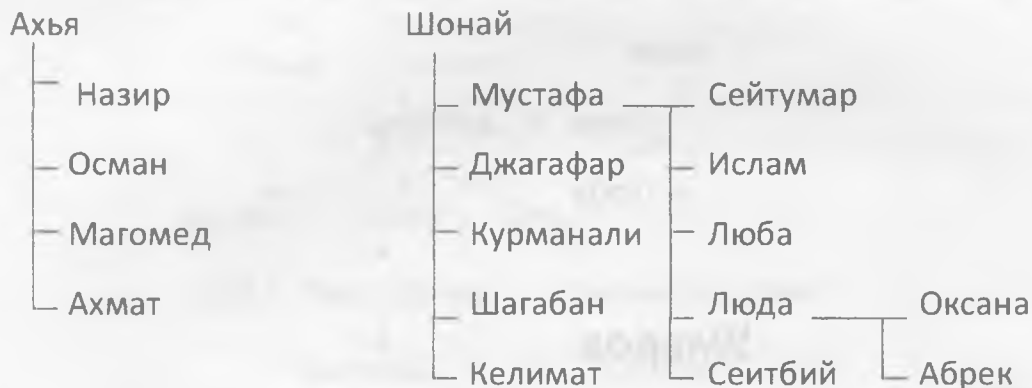 Ахья Шонай
Назир Мустафа Сейтумар
Осман Джагафар Ислам
Магомед Курманали Люба
Ахмат Шагабан Люда Оксана
Келимат Сеитбий Абрек